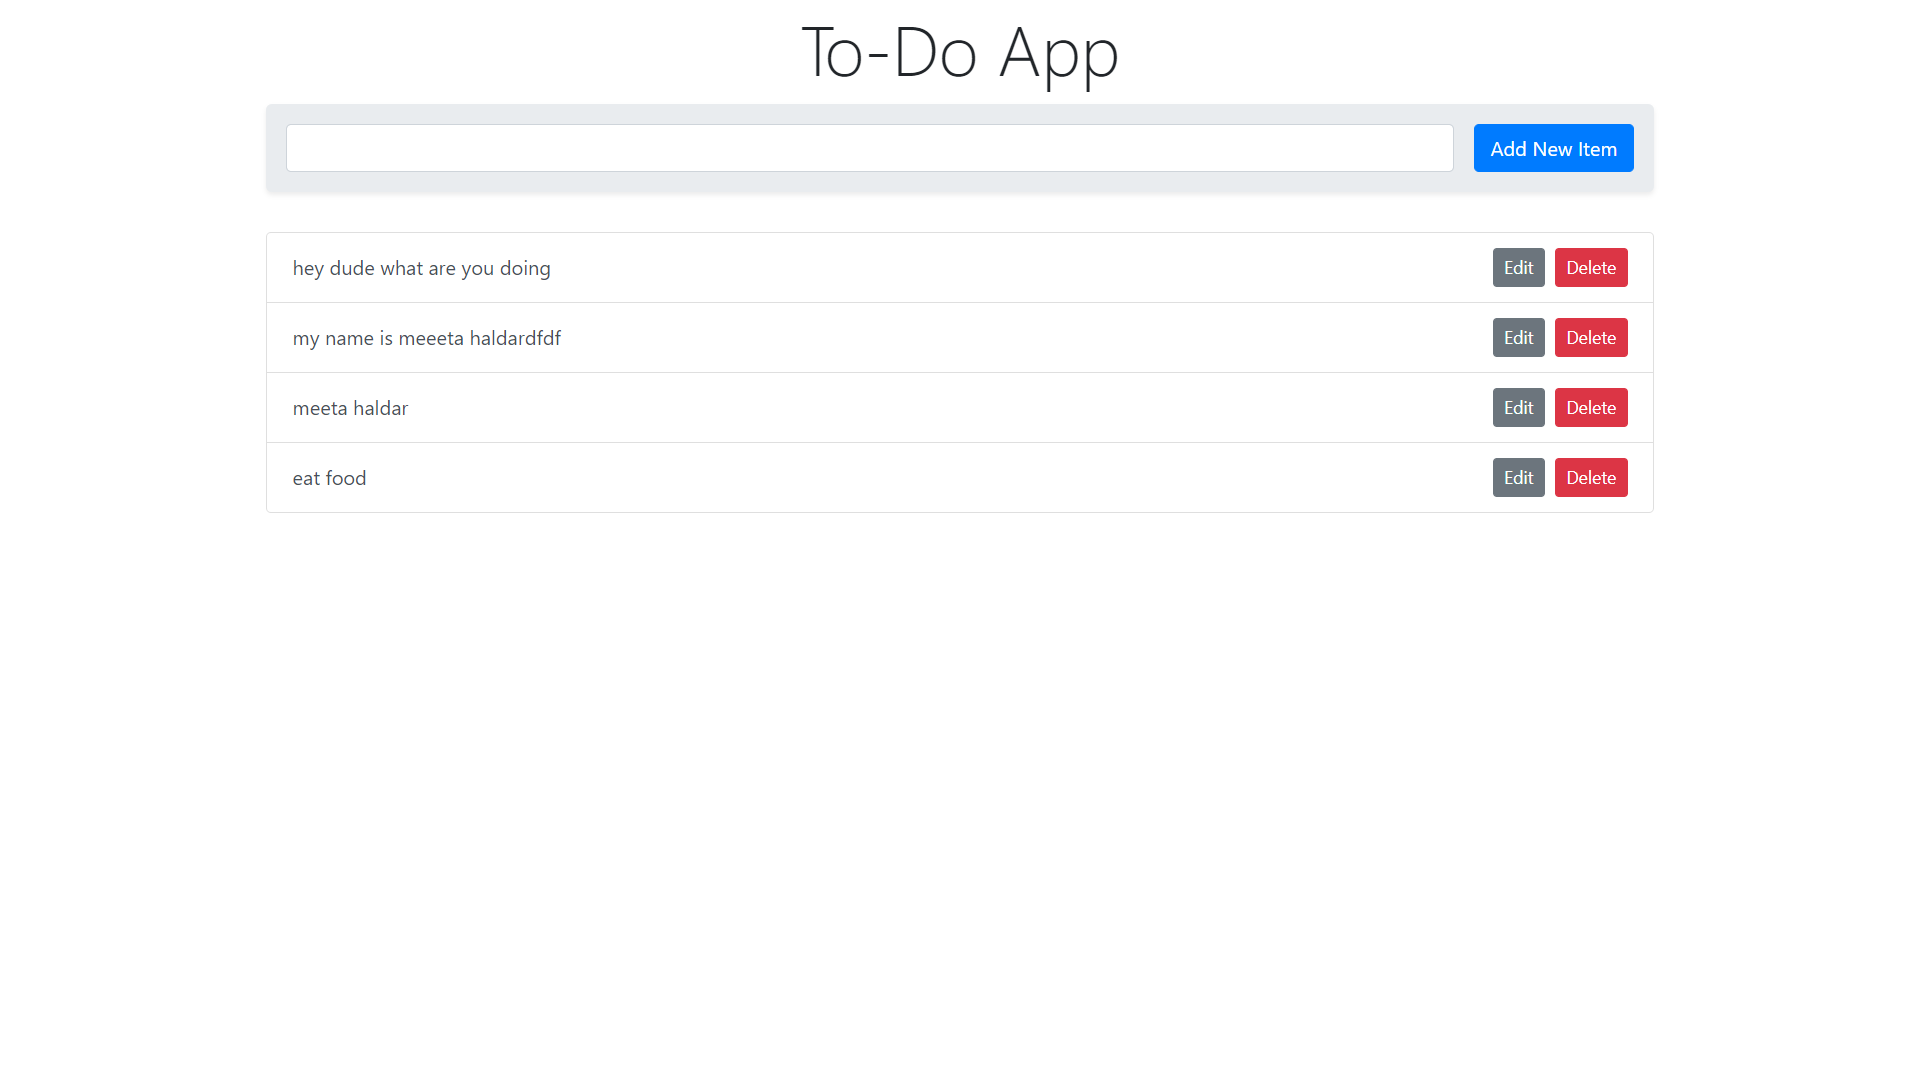 To-Do App
Add New Item
hey dude what are you doing Edit Delete
my name is meeeta haldardfdf Edit Delete
meeta haldar Edit Delete
eat food Edit Delete